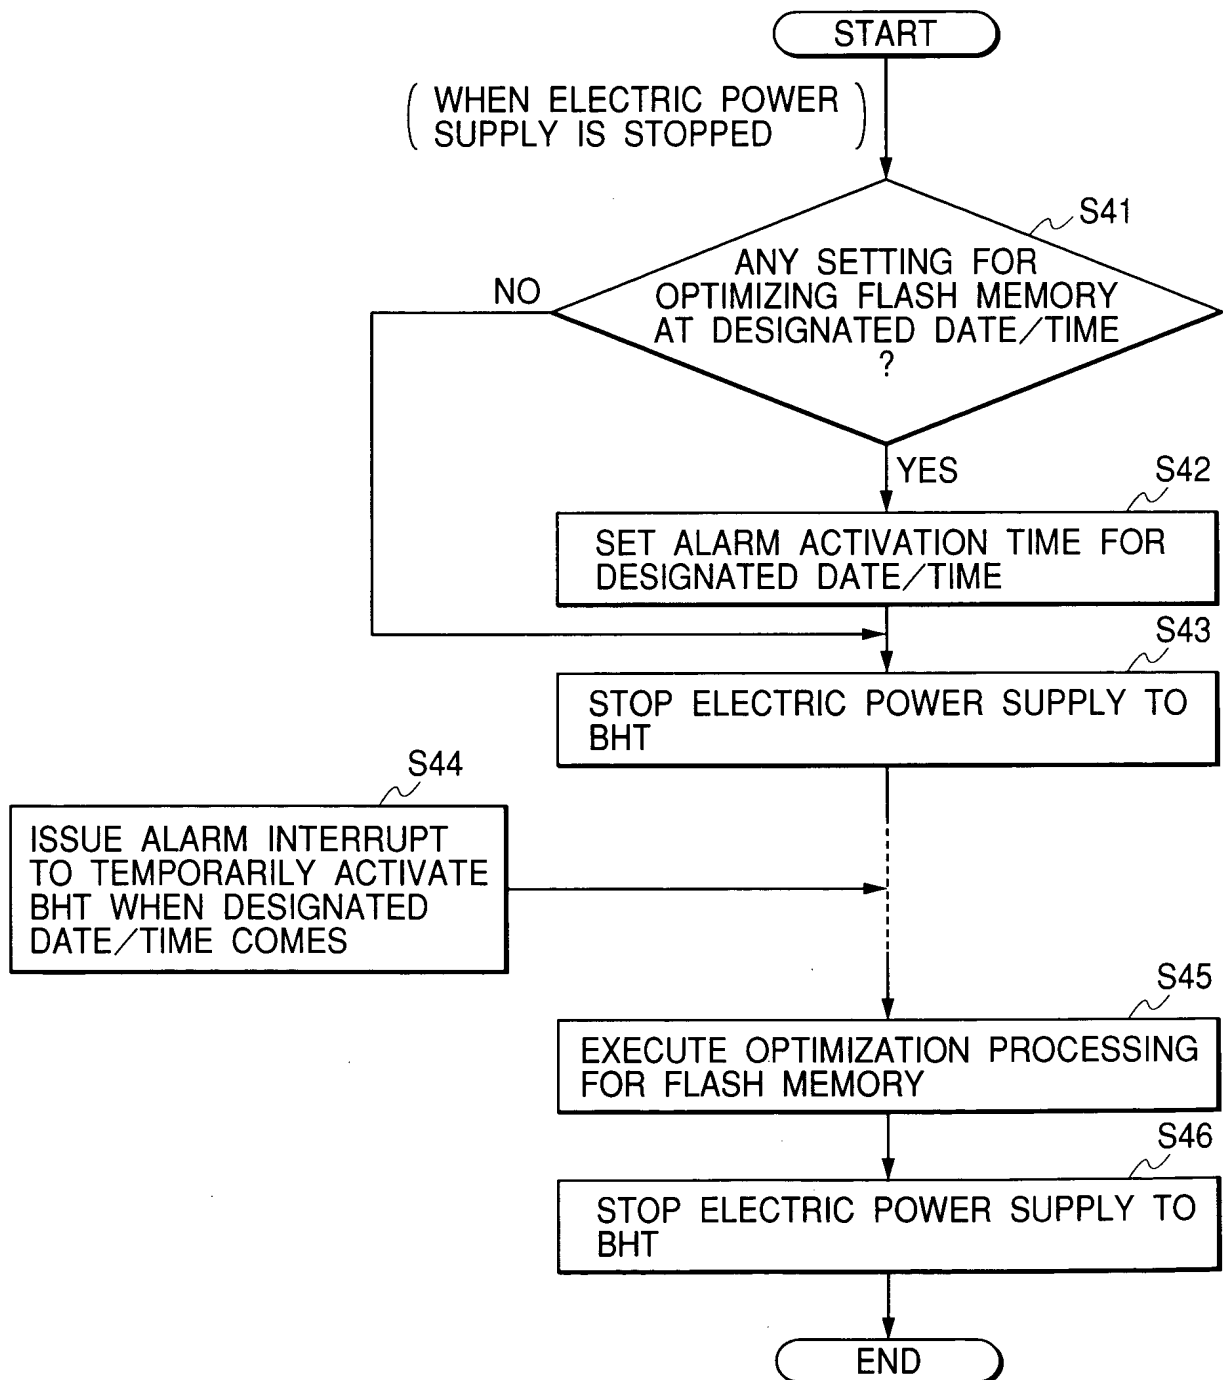 START
( WHEN ELECTRIC POWER
SUPPLY IS STOPPED )
S41
ANY SETTING FOR
OPTIMIZING FLASH MEMORY
AT DESIGNATED DATE/TIME
?
NO
YES
S42
SET ALARM ACTIVATION TIME FOR
DESIGNATED DATE/TIME
S43
STOP ELECTRIC POWER SUPPLY TO
BHT
S44
ISSUE ALARM INTERRUPT
TO TEMPORARILY ACTIVATE
BHT WHEN DESIGNATED
DATE/TIME COMES
S45
EXECUTE OPTIMIZATION PROCESSING
FOR FLASH MEMORY
S46
STOP ELECTRIC POWER SUPPLY TO
BHT
END